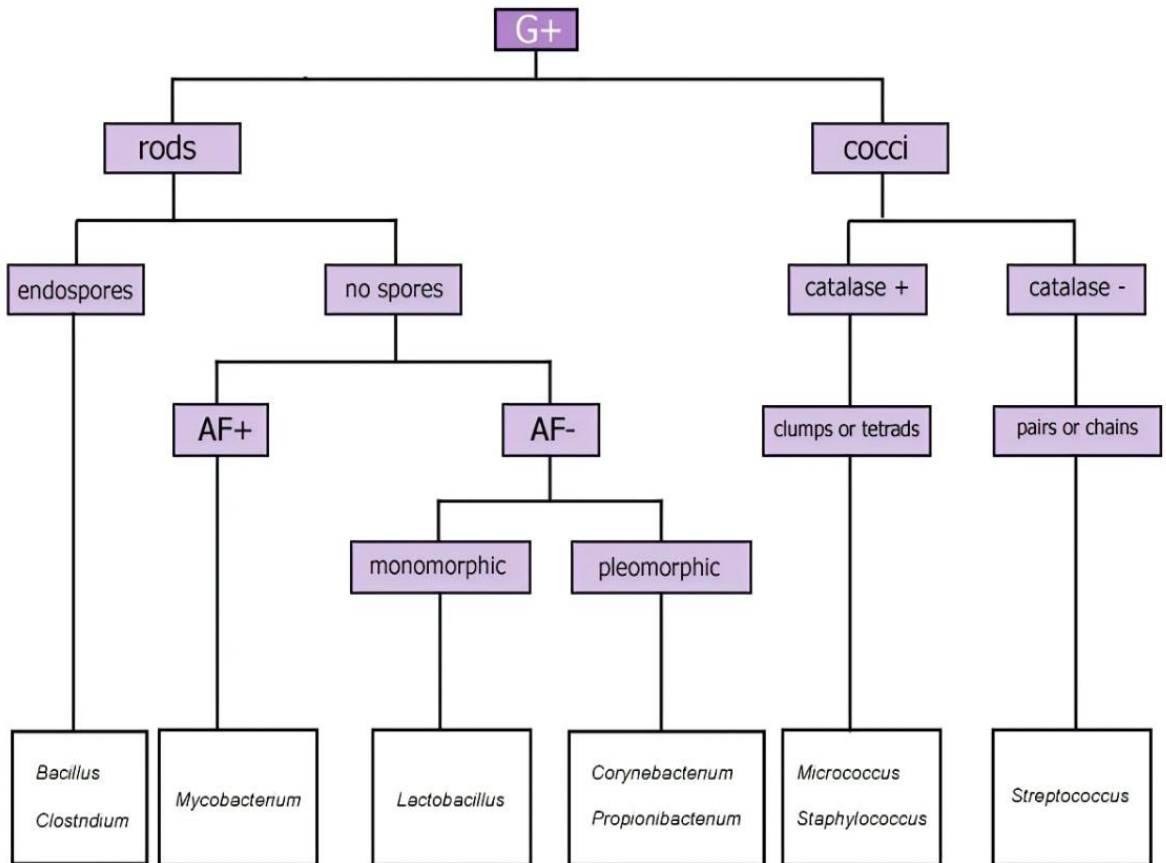 G+
rods
cocci
endospores
no spores
catalase +
catalase -
AF+
AF-
clumps or tetrads
pairs or chains
monomorphic
pleomorphic
Bacillus
Clostndium
Mycobactenum
Lactobacillus
Corynebactenum
Propionibactenum
Micrococcus
Staphylococcus
Streptococcus